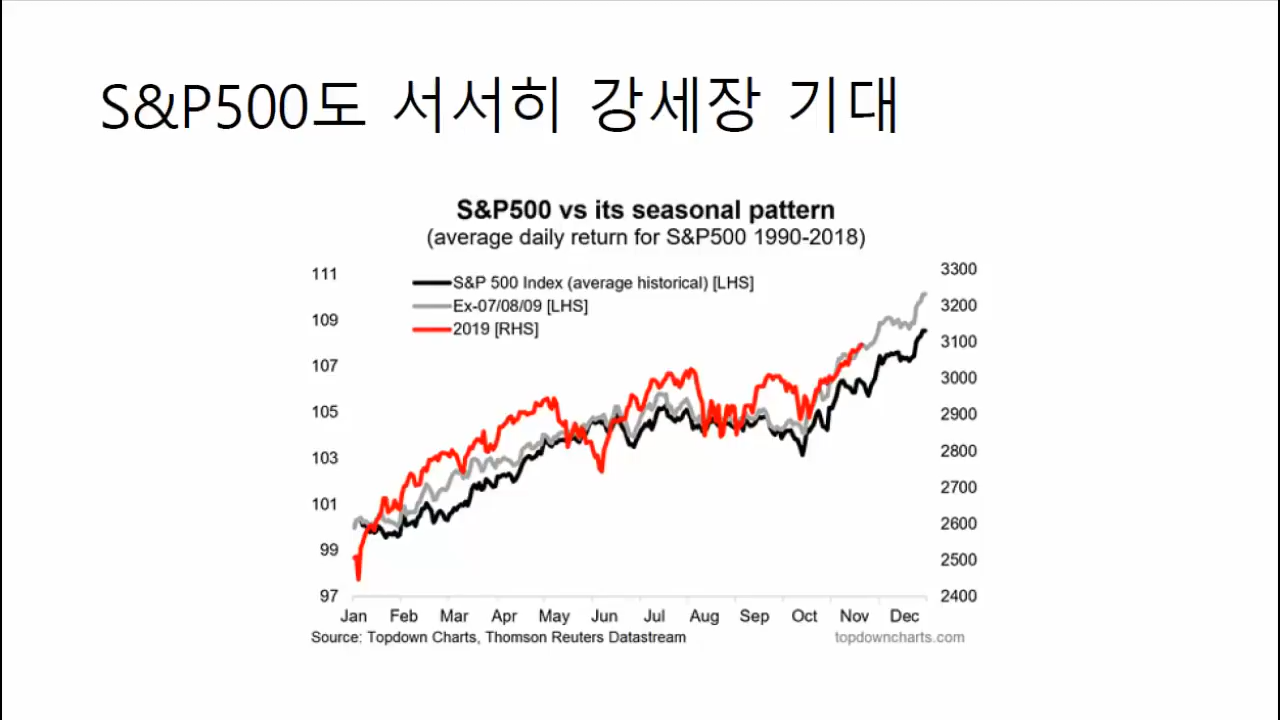 S&P500도 서서히 강세장 기대
S&P500 vs its seasonal pattern
(average daily return for S&P500 1990-2018)
S&P 500 Index (average historical) [LHS]
Ex-07/08/09 [LHS]
2019 [RHS]
111
109
107
105
103
101
99
97
3300
3200
3100
3000
2900
2800
2700
2600
2500
2400
Jan Feb Mar Apr May Jun Jul Aug Sep Oct Nov Dec
Source: Topdown Charts, Thomson Reuters Datastream
topdowncharts.com